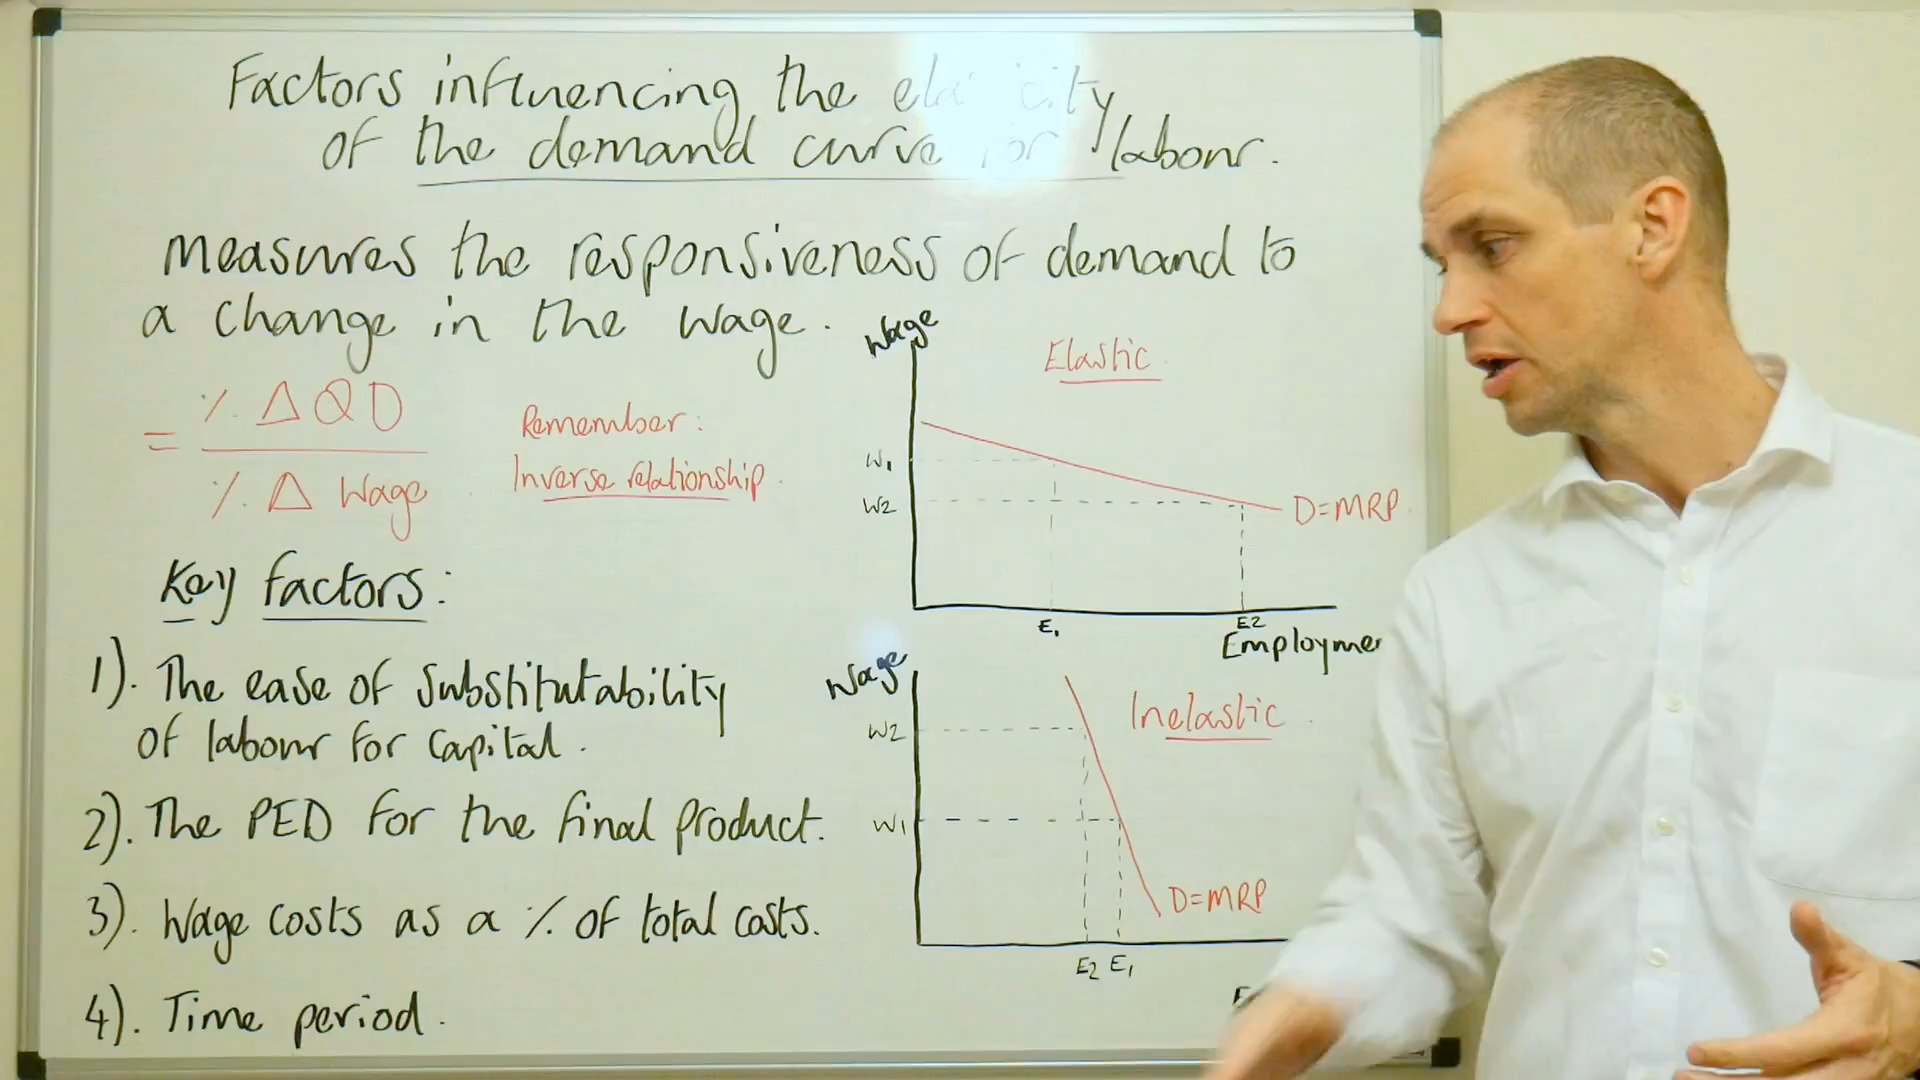 Factors influencing the
of the demand curve for labour.
measures the responsiveness of demand to
a change in the wage.
= % Δ QD
% Δ Wage
Remember:
Inverse relationship.
Key factors:
1). The ease of substitutability
of labour for capital.
2). The PED for the final product.
3). Wage costs as a % of total costs.
4). Time period.
Wage
Elastic
W1
W2
D=MRP
E1
E2
Employme
Wage
Inelastic
W2
W1
D=MRP
E2 E1